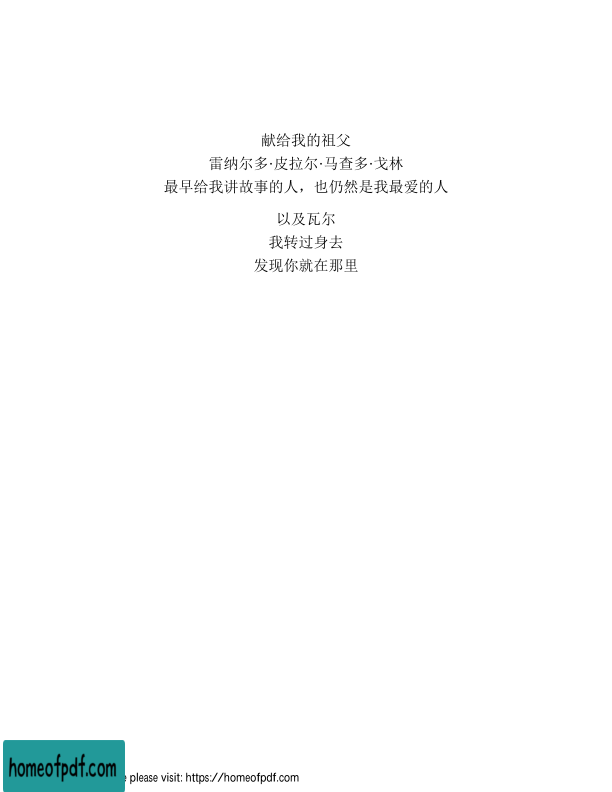 献给我的祖父
雷纳尔多·皮拉尔·马查多·戈林
最早给我讲故事的人，也仍然是我最爱的人
以及瓦尔
我转过身去
发现你就在那里
homeofpdf.com
please visit: https://homeofpdf.com